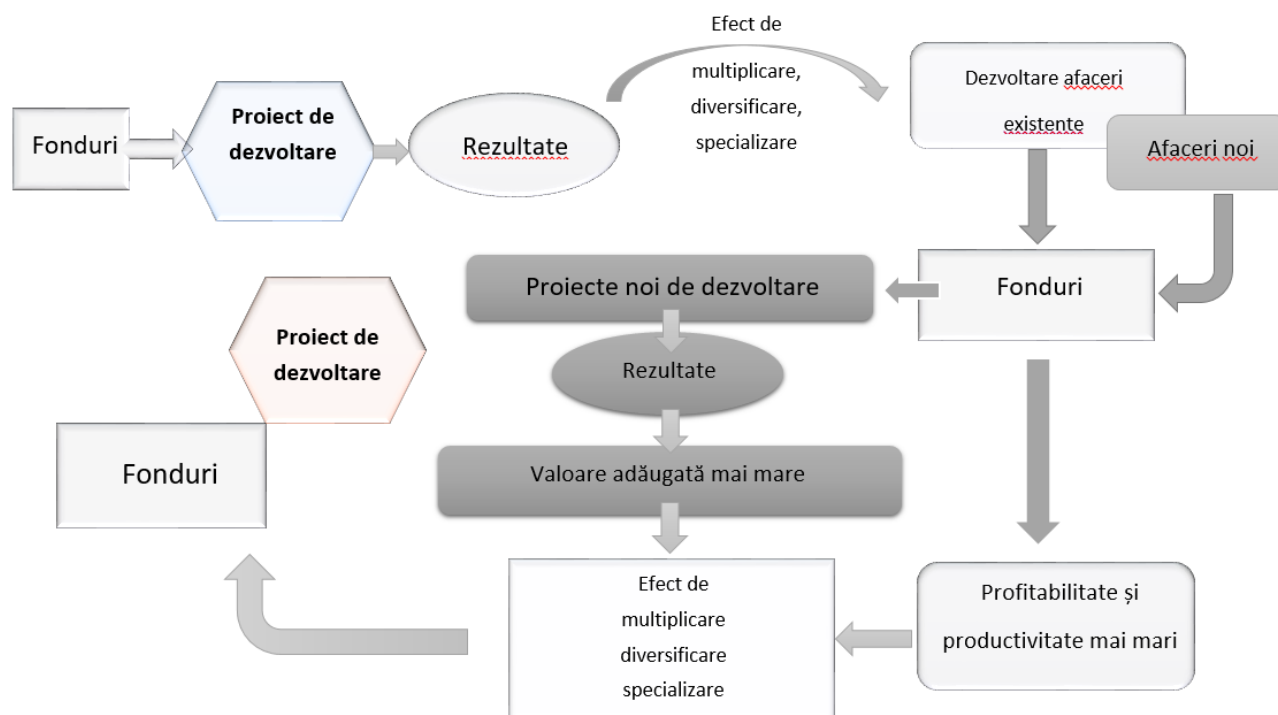 Fonduri
Proiect de
dezvoltare
Rezultate
Efect de
multiplicare,
diversificare,
specializare
Dezvoltare afaceri
existente
Afaceri noi
Fonduri
Proiecte noi de dezvoltare
Rezultate
Valoare adăugată mai mare
Profitabilitate și
productivitate mai mari
Efect de
multiplicare
diversificare
specializare
Fonduri
Proiect de
dezvoltare